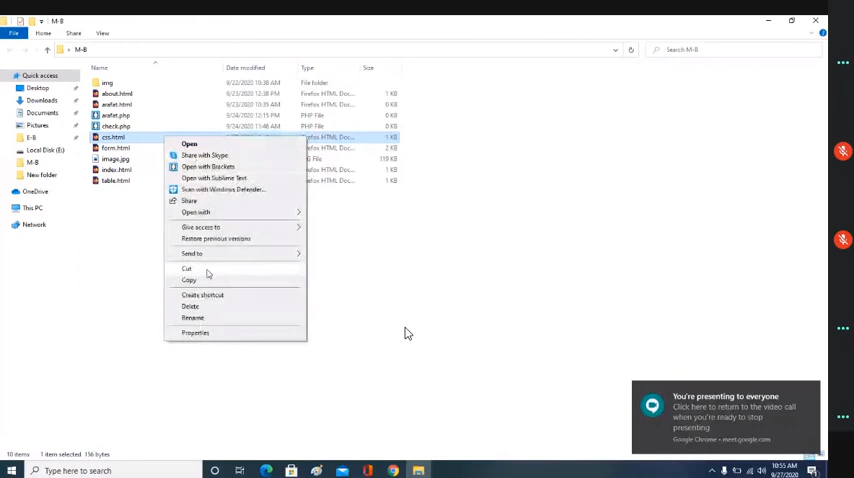 M-B
File Home Share View
M-B
Search M-B
Name Date modified Type Size
Quick access
Desktop
Downloads
Documents
Pictures
E-B
Local Disk (E:)
M-B
New folder
OneDrive
This PC
Network
img 9/22/2020 10:38 AM File folder
about.html 9/23/2020 12:38 PM Firefox HTML Doc... 1 KB
arafat.html 9/23/2020 10:35 AM Firefox HTML Doc... 1 KB
arafat.php 9/24/2020 12:15 PM PHP File 1 KB
check.php 9/24/2020 11:46 AM PHP File 1 KB
css.html Firefox HTML Doc... 1 KB
form.html Firefox HTML Doc... 2 KB
image.jpg File 119 KB
index.html Firefox HTML Doc... 1 KB
table.html Firefox HTML Doc... 1 KB
Open
Share with Skype
Open with Brackets
Open with Sublime Text
Scan with Windows Defender...
Share
Open with
Give access to
Restore previous versions
Send to
Cut
Copy
Create shortcut
Delete
Rename
Properties
You're presenting to everyone
Click here to return to the video call
when you're ready to stop
presenting
Google Chrome • meet.google.com
10 items 1 item selected 156 bytes
Type here to search
10:55 AM
9/27/2020